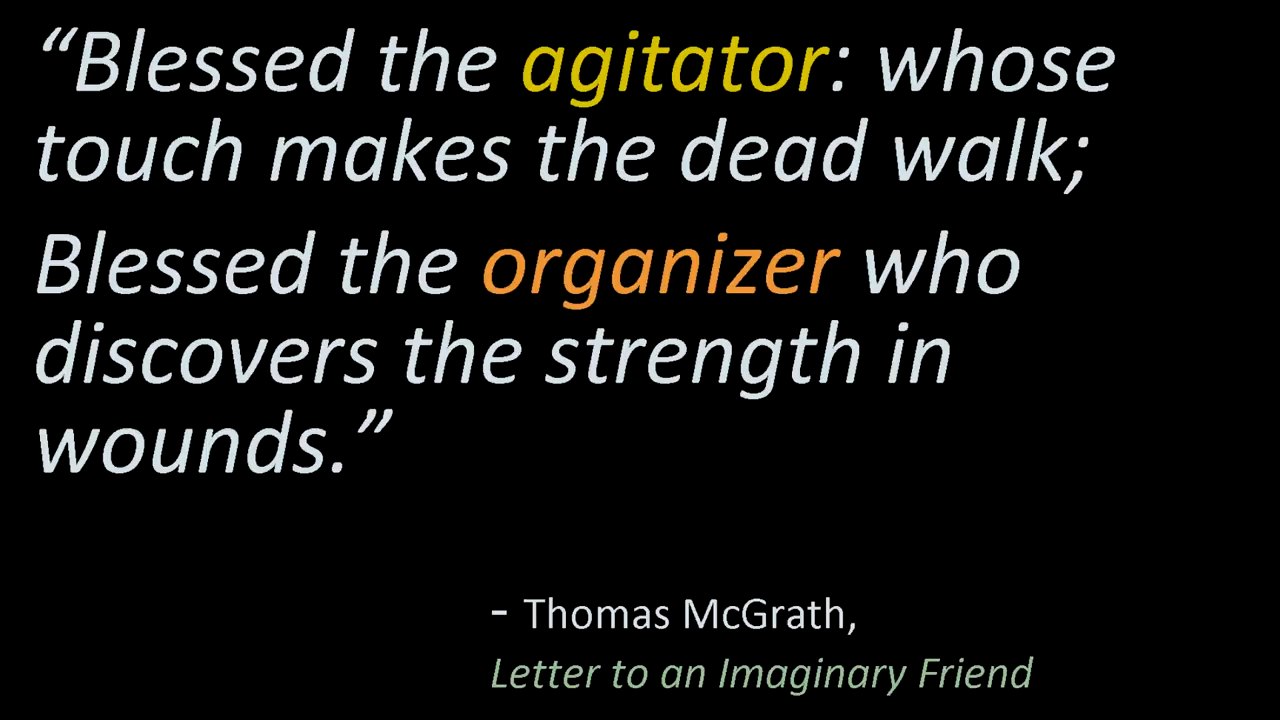 “Blessed the agitator: whose
touch makes the dead walk;
Blessed the organizer who
discovers the strength in
wounds.”
- Thomas McGrath,
Letter to an Imaginary Friend